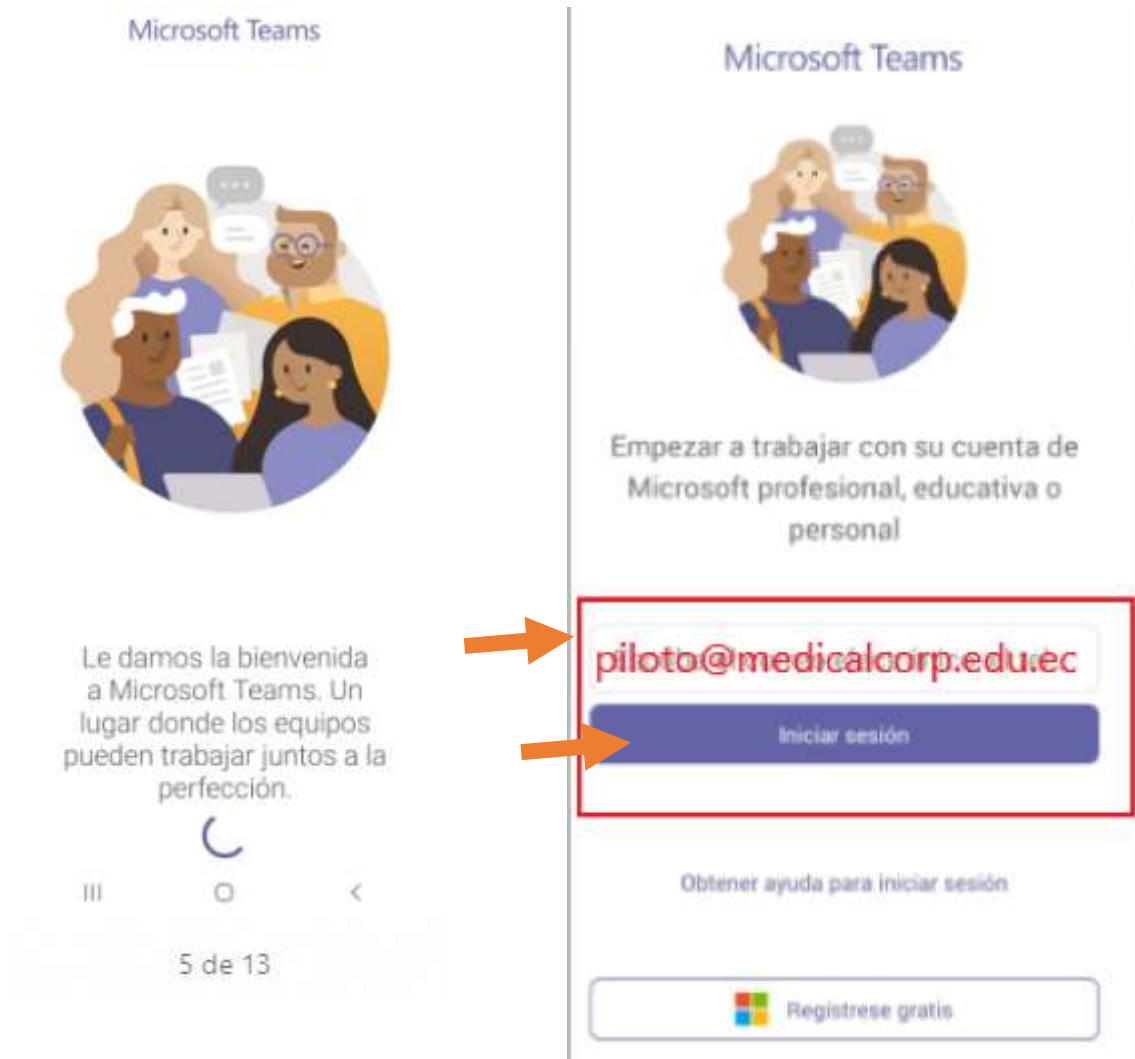 Microsoft Teams
Le damos la bienvenida
a Microsoft Teams. Un
lugar donde los equipos
pueden trabajar juntos a la
perfección.
5 de 13
Microsoft Teams
Empezar a trabajar con su cuenta de
Microsoft profesional, educativa o
personal
piloto@medicalcorp.edu.ec
Iniciar sesión
Obtener ayuda para iniciar sesión
Regístrese gratis